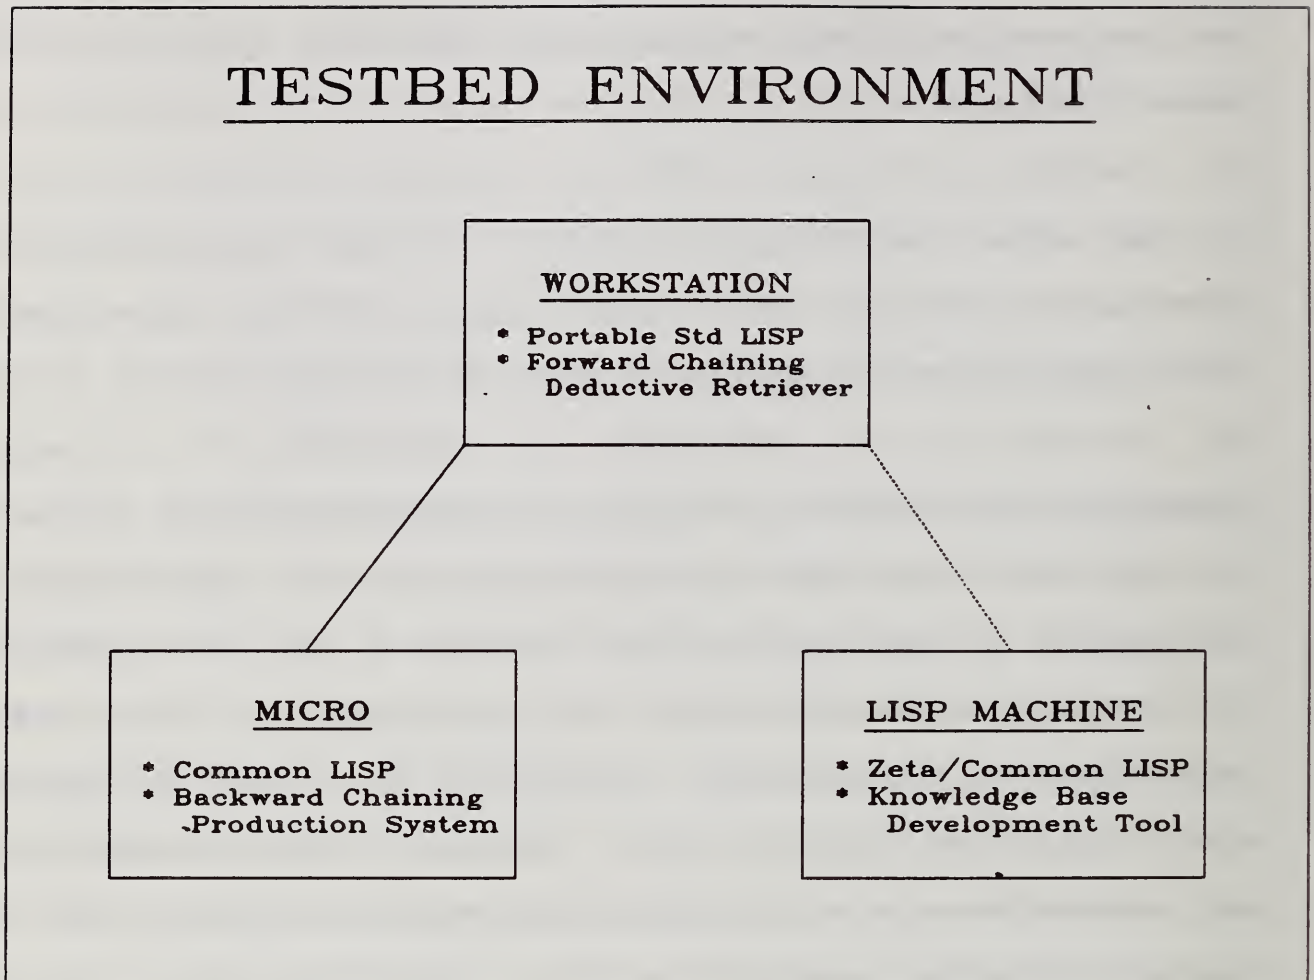 TESTBED ENVIRONMENT
WORKSTATION
* Portable Std LISP
* Forward Chaining
Deductive Retriever
MICRO
* Common LISP
* Backward Chaining
Production System
LISP MACHINE
* Zeta/Common LISP
* Knowledge Base
Development Tool